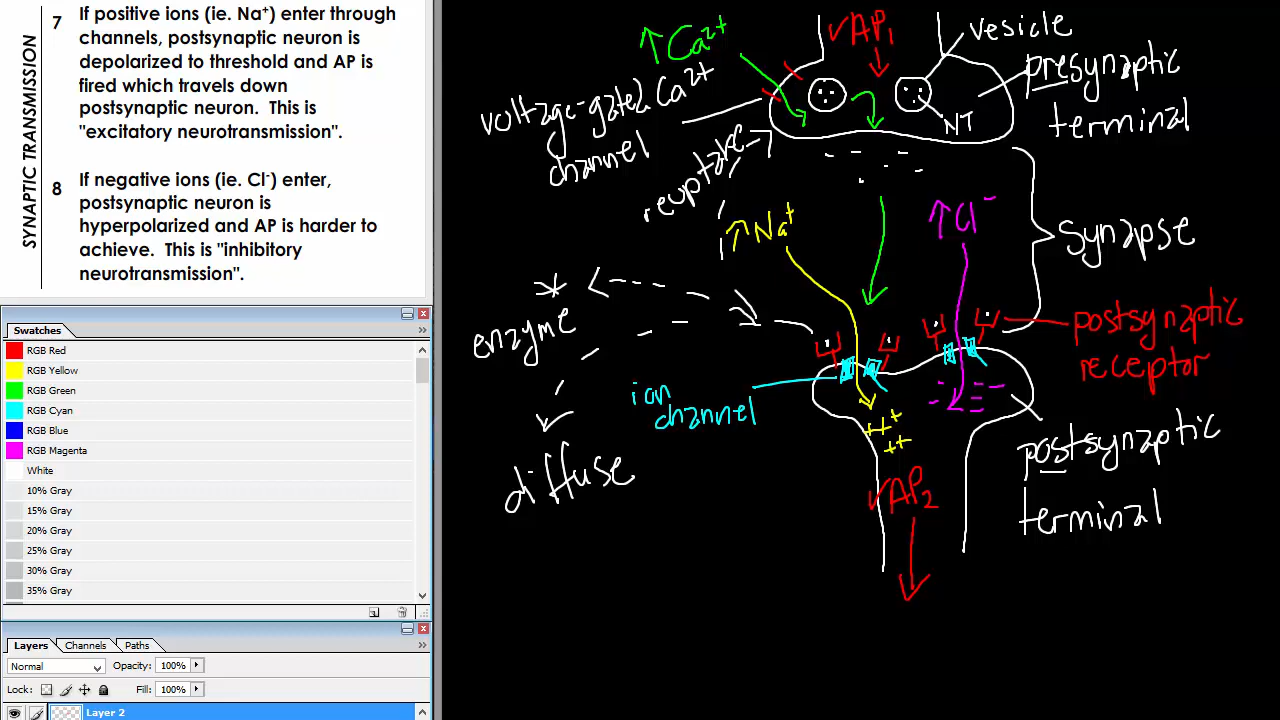 SYNAPTIC TRANSMISSION
7 If positive ions (ie. Na⁺) enter through
channels, postsynaptic neuron is
depolarized to threshold and AP is
fired which travels down
postsynaptic neuron. This is
"excitatory neurotransmission".
8 If negative ions (ie. Cl⁻) enter,
postsynaptic neuron is
hyperpolarized and AP is harder to
achieve. This is "inhibitory
neurotransmission".
Swatches
RGB Red
RGB Yellow
RGB Green
RGB Cyan
RGB Blue
RGB Magenta
White
10% Gray
15% Gray
20% Gray
25% Gray
30% Gray
35% Gray
Layers Channels Paths
Normal Opacity: 100%
Lock: Fill: 100%
Layer 2
↑Ca²⁺
√AP₁
vesicle
presynaptic
terminal
NT
voltage-gated Ca²⁺
channel
reuptake
↑Na⁺
↑Cl⁻
synapse
enzyme
postsynaptic
receptor
ion
channel
++⁺
++
postsynaptic
terminal
diffuse
√AP₂